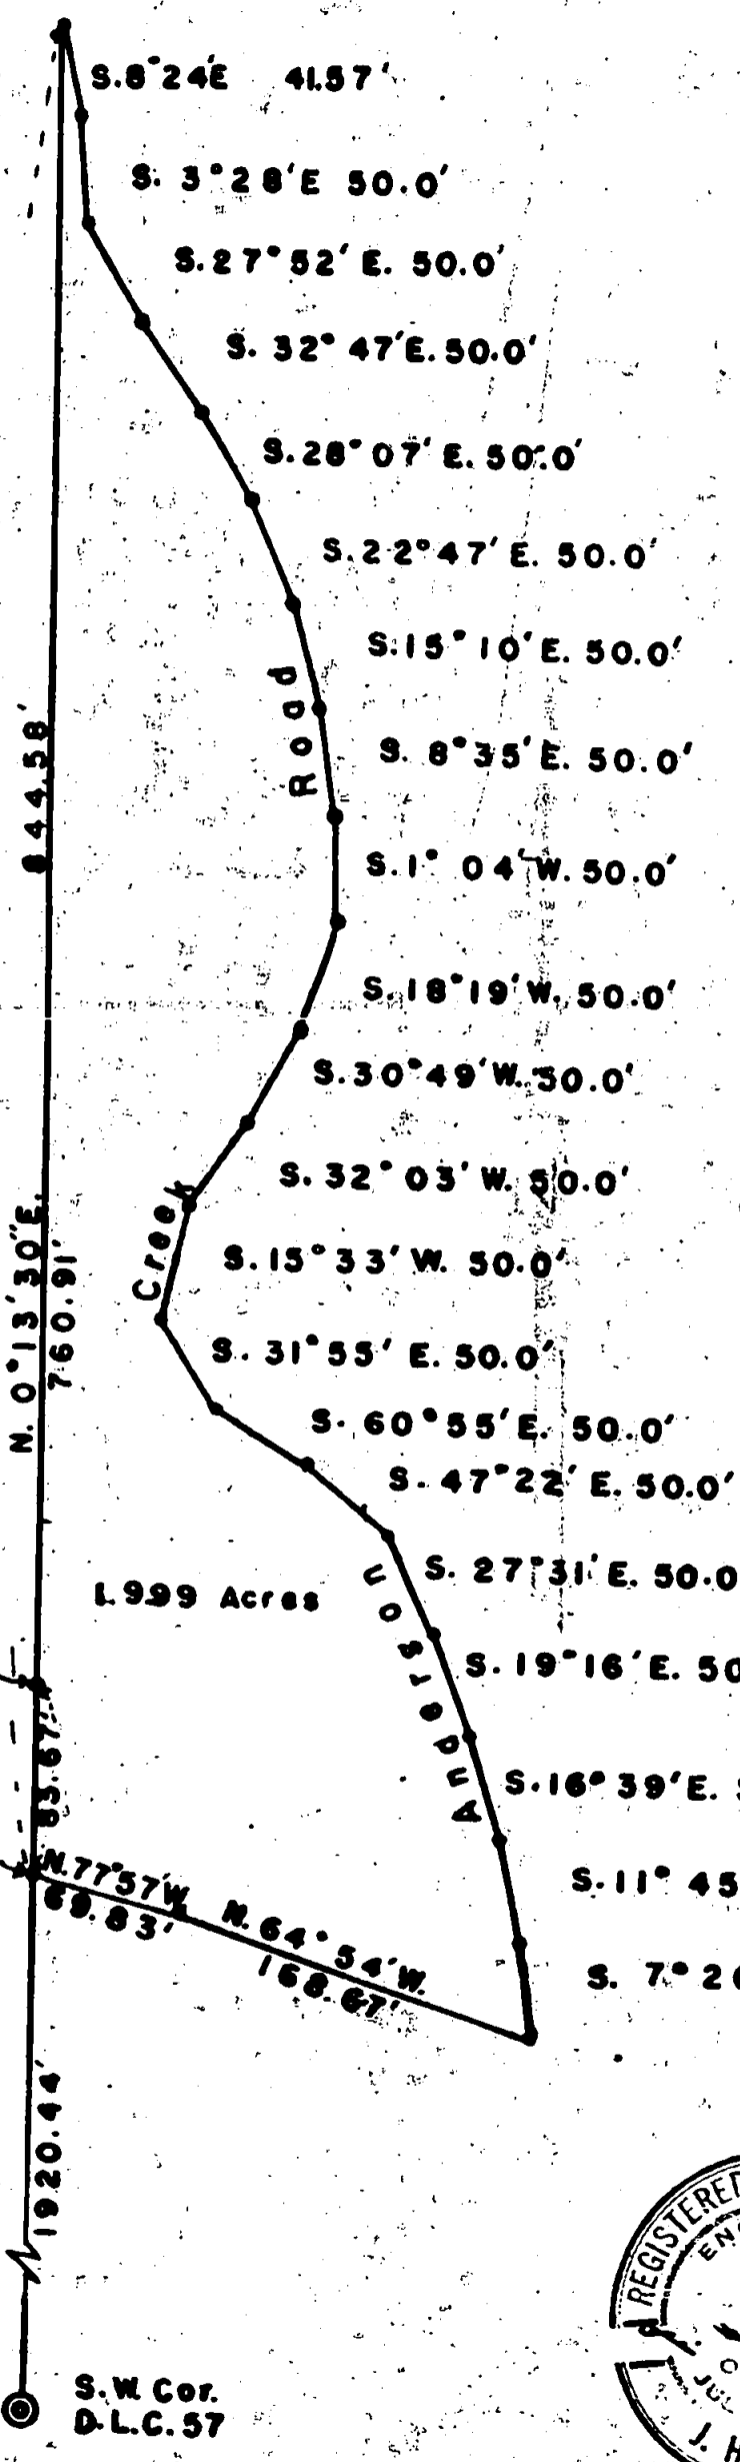 S.8°24'E 41.57'
S. 3°28'E 50.0'
S.27°52'E. 50.0'
S. 32°47'E. 50.0'
S.28°07'E. 50.0'
S.22°47'E. 50.0'
S.15°10'E. 50.0'
Road
844.58'
S. 8°35'E. 50.0'
S.1°04'W. 50.0'
S.18°19'W. 50.0'
S.30°49'W. 50.0'
S. 32°03'W. 50.0'
Creek
S.15°33'W. 50.0'
N. 0°13'30"E.
760.91'
S. 31°55'E. 50.0'
S. 60°55'E. 50.0'
S. 47°22'E. 50.0'
S. 27°31'E. 50.0
1.999 Acres
Anderson
S. 19°16'E. 50
83.67'
S.16°39'E.
N.77°57'W.
69.83'
S.11°45
N. 64°54'W.
168.67'
S. 7°26
1920.44'
REGISTERED
S.W. Cor.
D.L.C. 57